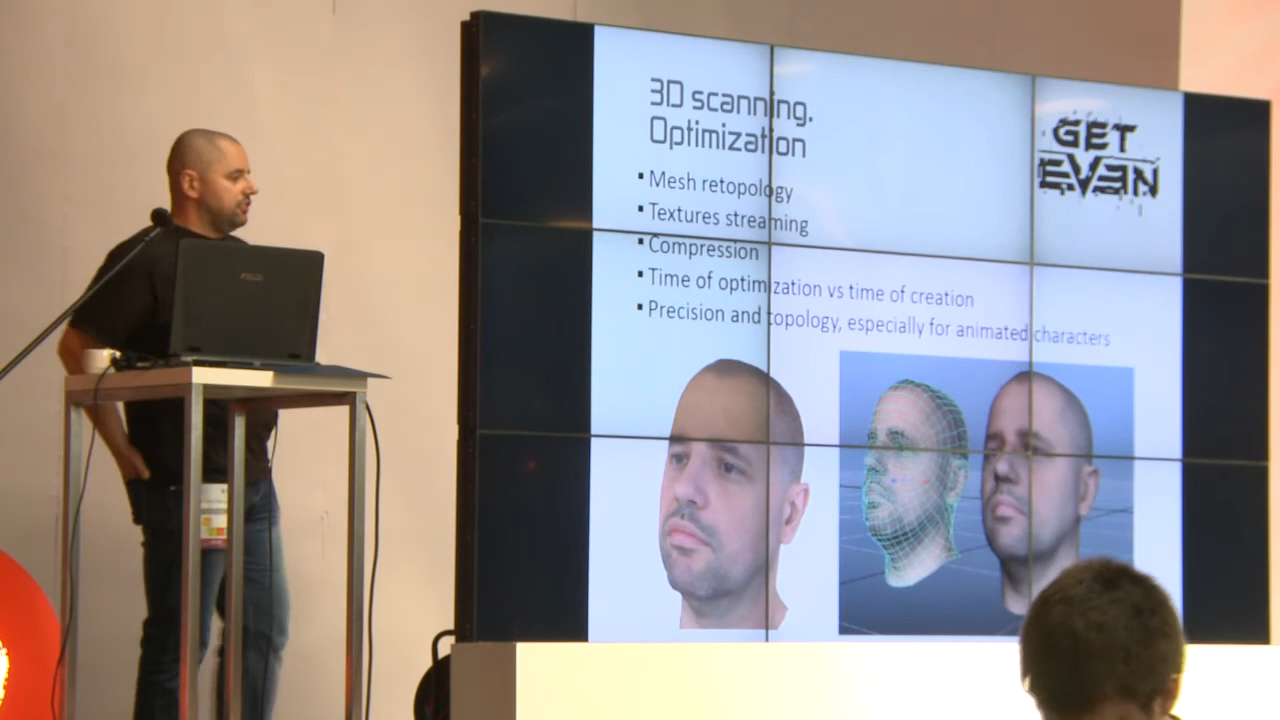 3D scanning.
Optimization
GET
EVEN
▪ Mesh retopology
▪ Textures streaming
▪ Compression
▪ Time of optimization vs time of creation
▪ Precision and topology, especially for animated characters
ASUS